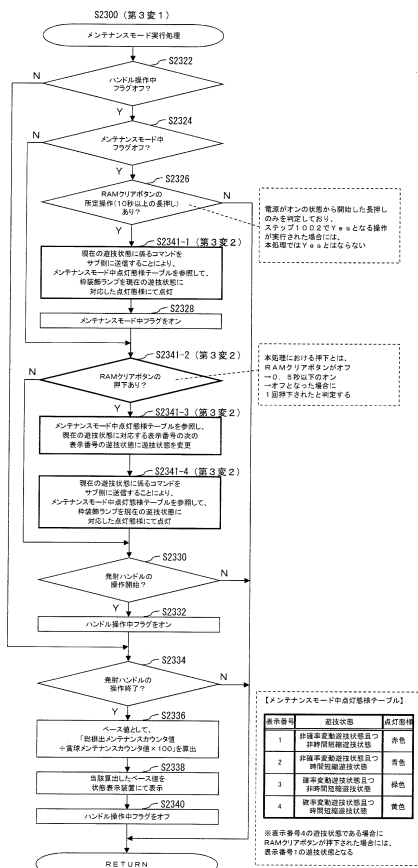 S2300(第3変1)
メンテナンスモード実行処理
S2322
N
ハンドル操作中
フラグオフ?
Y
S2324
N
メンテナンスモード中
フラグオフ?
Y
S2326
RAMクリアボタンの
所定操作(10秒以上の長押し)
あり?
N
電源がオンの状態から開始した長押し
のみを判定しており、
ステップ1002でYesとなる操作
が実行された場合には、
本処理ではYesとはならない
Y
S2341-1(第3変2)
現在の遊技状態に係るコマンドを
サブ側に送信することにより、
メンテナンスモード中点灯態様テーブルを参照して、
枠装飾ランプを現在の遊技状態に
対応した点灯態様にて点灯
S2328
メンテナンスモード中フラグをオン
S2341-2(第3変2)
N
RAMクリアボタンの
押下あり?
本処理における押下とは、
RAMクリアボタンがオフ
→0.5秒以下のオン
→オフとなった場合に
1回押下されたと判定する
Y
S2341-3(第3変2)
メンテナンスモード中点灯態様テーブルを参照し、
現在の遊技状態に対応する表示番号の次の
表示番号の遊技状態に遊技状態を変更
S2341-4(第3変2)
現在の遊技状態に係るコマンドを
サブ側に送信することにより、
メンテナンスモード中点灯態様テーブルを参照して、
枠装飾ランプを現在の遊技状態に
対応した点灯態様にて点灯
S2330
発射ハンドルの
操作開始?
N
Y
S2332
ハンドル操作中フラグをオン
S2334
発射ハンドルの
操作終了?
N
Y
S2336
ベース値として、
「総排出メンテナンスカウンタ値
÷賞球メンテナンスカウンタ値×100」を算出
S2338
当該算出したベース値を
状態表示装置にて表示
S2340
ハンドル操作中フラグをオフ
RETURN
【メンテナンスモード中点灯態様テーブル】
表示番号 遊技状態 点灯態様
1 非確率変動遊技状態且つ 非時間短縮遊技状態 赤色
2 非確率変動遊技状態且つ 時間短縮遊技状態 青色
3 確率変動遊技状態且つ 非時間短縮遊技状態 緑色
4 確率変動遊技状態且つ 時間短縮遊技状態 黄色
※表示番号4の遊技状態である場合に
RAMクリアボタンが押下された場合には、
表示番号1の遊技状態となる